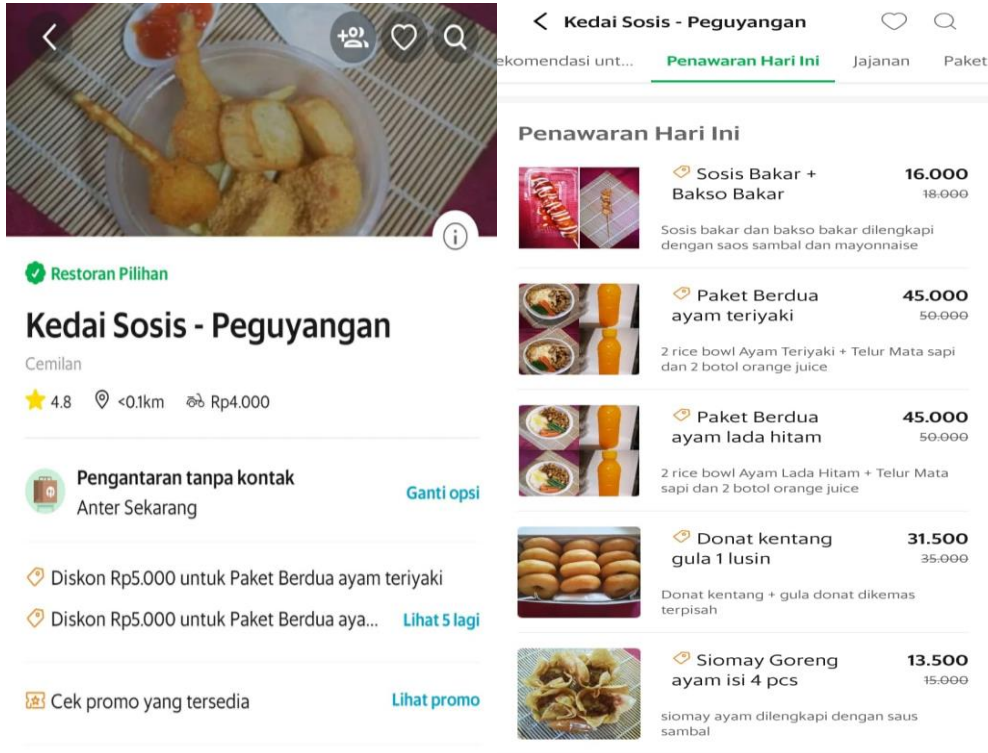 Restoran Pilihan
Kedai Sosis - Peguyangan
Cemilan
4.8 <0.1km Rp4.000
Pengantaran tanpa kontak
Anter Sekarang
Ganti opsi
Diskon Rp5.000 untuk Paket Berdua ayam teriyaki
Diskon Rp5.000 untuk Paket Berdua aya... Lihat 5 lagi
Cek promo yang tersedia Lihat promo
Kedai Sosis - Peguyangan
ekomendasi unt... Penawaran Hari Ini Jajanan Paket
Penawaran Hari Ini
Sosis Bakar + 16.000
Bakso Bakar 18.000
Sosis bakar dan bakso bakar dilengkapi
dengan saos sambal dan mayonnaise
Paket Berdua 45.000
ayam teriyaki 50.000
2 rice bowl Ayam Teriyaki + Telur Mata sapi
dan 2 botol orange juice
Paket Berdua 45.000
ayam lada hitam 50.000
2 rice bowl Ayam Lada Hitam + Telur Mata
sapi dan 2 botol orange juice
Donat kentang 31.500
gula 1 lusin 35.000
Donat kentang + gula donat dikemas
terpisah
Siomay Goreng 13.500
ayam isi 4 pcs 15.000
siomay ayam dilengkapi dengan saus
sambal